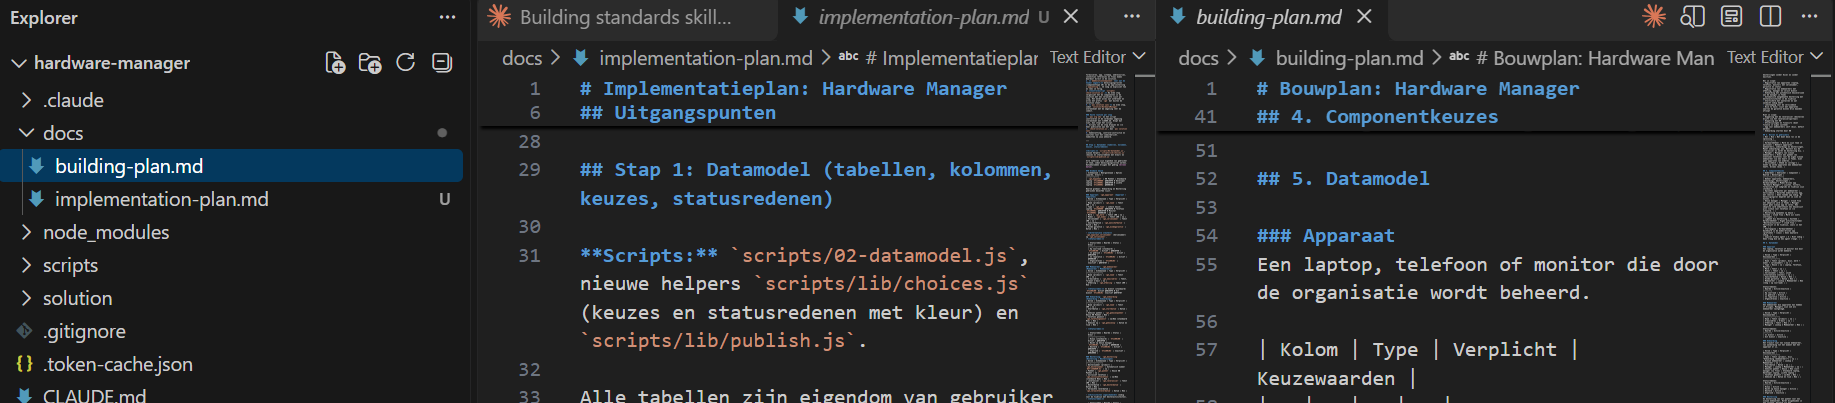 Explorer
hardware-manager
.claude
docs
building-plan.md
implementation-plan.md U
node_modules
scripts
solution
.gitignore
{} .token-cache.json
CLAUDE.md
Building standards skill...
implementation-plan.md U
docs > implementation-plan.md > abc # Implementatieplan Text Editor
1 # Implementatieplan: Hardware Manager
6 ## Uitgangspunten
28
29 ## Stap 1: Datamodel (tabellen, kolommen,
keuzes, statusredenen)
30
31 **Scripts:** `scripts/02-datamodel.js`,
nieuwe helpers `scripts/lib/choices.js`
(keuzes en statusredenen met kleur) en
`scripts/lib/publish.js`.
32
33 Alle tabellen zijn eigendom van gebruiker
building-plan.md
docs > building-plan.md > abc # Bouwplan: Hardware Man Text Editor
1 # Bouwplan: Hardware Manager
41 ## 4. Componentkeuzes
51
52 ## 5. Datamodel
53
54 ### Apparaat
55 Een laptop, telefoon of monitor die door
de organisatie wordt beheerd.
56
57 | Kolom | Type | Verplicht |
Keuzewaarden |